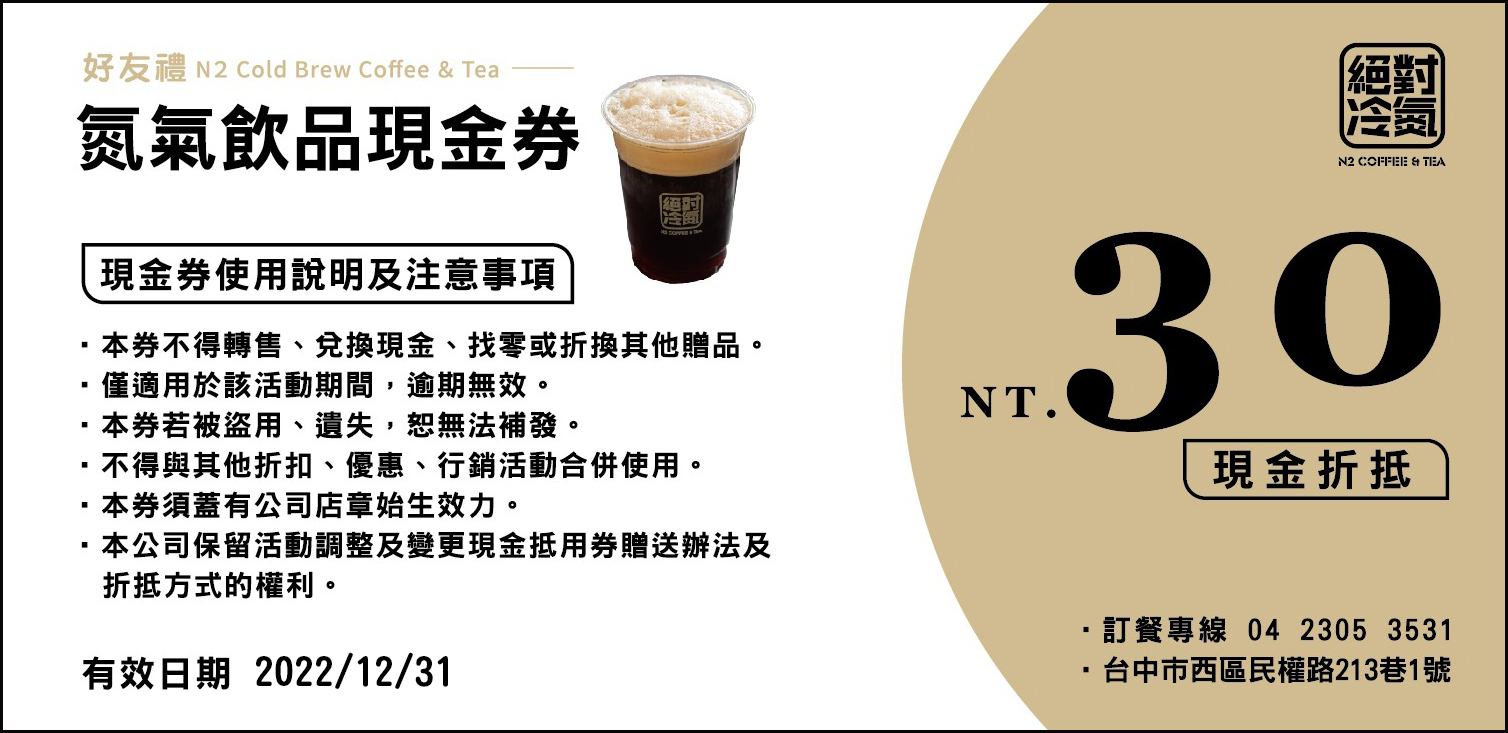 好友禮 N2 Cold Brew Coffee & Tea
氮氣飲品現金券
絕對
冷氮
N2 COFFEE & TEA
現金券使用說明及注意事項
· 本券不得轉售、兌換現金、找零或折換其他贈品。
· 僅適用於該活動期間，逾期無效。
· 本券若被盜用、遺失，恕無法補發。
· 不得與其他折扣、優惠、行銷活動合併使用。
· 本券須蓋有公司店章始生效力。
· 本公司保留活動調整及變更現金抵用券贈送辦法及
折抵方式的權利。
有效日期 2022/12/31
絕對
冷氮
N2 COFFEE & TEA
NT.30
現金折抵
· 訂餐專線 04 2305 3531
· 台中市西區民權路213巷1號